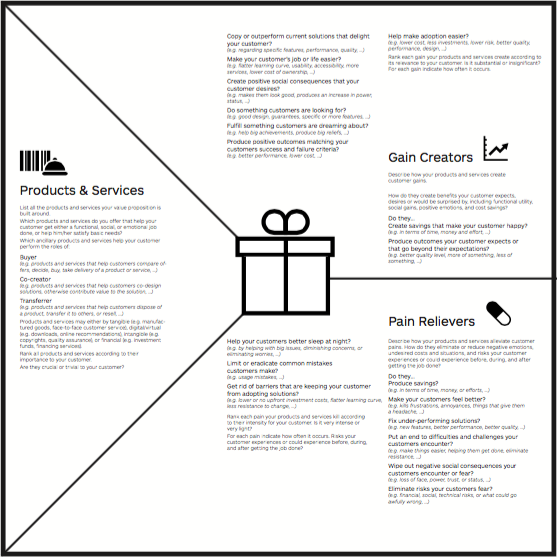 Copy or outperform current solutions that delight
your customer?
(e.g. regarding specific features, performance, quality, ...)
Make your customer's job or life easier?
(e.g. flatter learning curve, usability, accessibility, more
services, lower cost of ownership, ...)
Create positive social consequences that your
customer desires?
(e.g. makes them look good, produces an increase in power,
status, ...)
Do something customers are looking for?
(e.g. good design, guarantees, specific or more features, ...)
Fulfill something customers are dreaming about?
(e.g. help big achievements, produce big reliefs, ...)
Produce positive outcomes matching your
customers success and failure criteria?
(e.g. better performance, lower cost, ...)
Help make adoption easier?
(e.g. lower cost, less investments, lower risk, better quality,
performance, design, ...)
Rank each gain your products and services create according to
its relevance to your customer. Is it substantial or insignificant?
For each gain indicate how often it occurs.
Gain Creators
Describe how your products and services create
customer gains.
How do they create benefits your customer expects,
desires or would be surprised by, including functional utility,
social gains, positive emotions, and cost savings?
Do they...
Create savings that make your customer happy?
(e.g. in terms of time, money and effort, ...)
Produce outcomes your customer expects or
that go beyond their expectations?
(e.g. better quality level, more of something, less of
something, ...)
Products & Services
List all the products and services your value proposition is
built around.
Which products and services do you offer that help your
customer get either a functional, social, or emotional job
done, or help him/her satisfy basic needs?
Which ancillary products and services help your customer
perform the roles of:
Buyer
(e.g. products and services that help customers compare of-
fers, decide, buy, take delivery of a product or service, ...)
Co-creator
(e.g. products and services that help customers co-design
solutions, otherwise contribute value to the solution, ...)
Transferrer
(e.g. products and services that help customers dispose of
a product, transfer it to others, or resell, ...)
Products and services may either by tangible (e.g. manufac-
tured goods, face-to-face customer service), digital/virtual
(e.g. downloads, online recommendations), intangible (e.g.
copyrights, quality assurance), or financial (e.g. investment
funds, financing services).
Rank all products and services according to their
importance to your customer.
Are they crucial or trivial to your customer?
Pain Relievers
Describe how your products and services alleviate customer
pains. How do they eliminate or reduce negative emotions,
undesired costs and situations, and risks your customer
experiences or could experience before, during, and after
getting the job done?
Do they...
Produce savings?
(e.g. in terms of time, money, or efforts, ...)
Make your customers feel better?
(e.g. kills frustrations, annoyances, things that give them
a headache, ...)
Fix under-performing solutions?
(e.g. new features, better performance, better quality, ...)
Put an end to difficulties and challenges your
customers encounter?
(e.g. make things easier, helping them get done, eliminate
resistance, ...)
Wipe out negative social consequences your
customers encounter or fear?
(e.g. loss of face, power, trust, or status, ...)
Eliminate risks your customers fear?
(e.g. financial, social, technical risks, or what could go
awfully wrong, ...)
Help your customers better sleep at night?
(e.g. by helping with big issues, diminishing concerns, or
eliminating worries, ...)
Limit or eradicate common mistakes
customers make?
(e.g. usage mistakes, ...)
Get rid of barriers that are keeping your customer
from adopting solutions?
(e.g. lower or no upfront investment costs, flatter learning curve,
less resistance to change, ...)
Rank each pain your products and services kill according
to their intensity for your customer. Is it very intense or
very light?
For each pain indicate how often it occurs. Risks your
customer experiences or could experience before, during,
and after getting the job done?